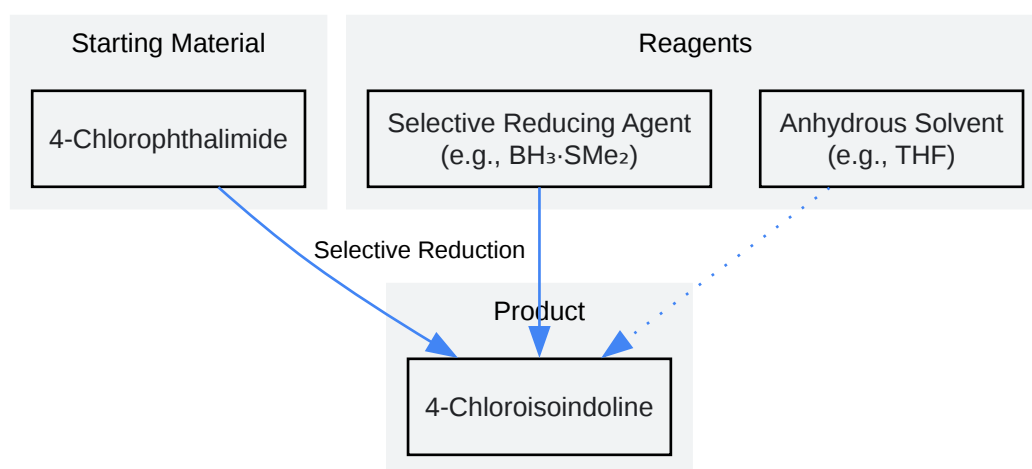 Starting Material
Reagents
4-Chlorophthalimide
Selective Reducing Agent
(e.g., BH₃·SMe₂)
Anhydrous Solvent
(e.g., THF)
Selective Reduction
Product
4-Chloroisoindoline